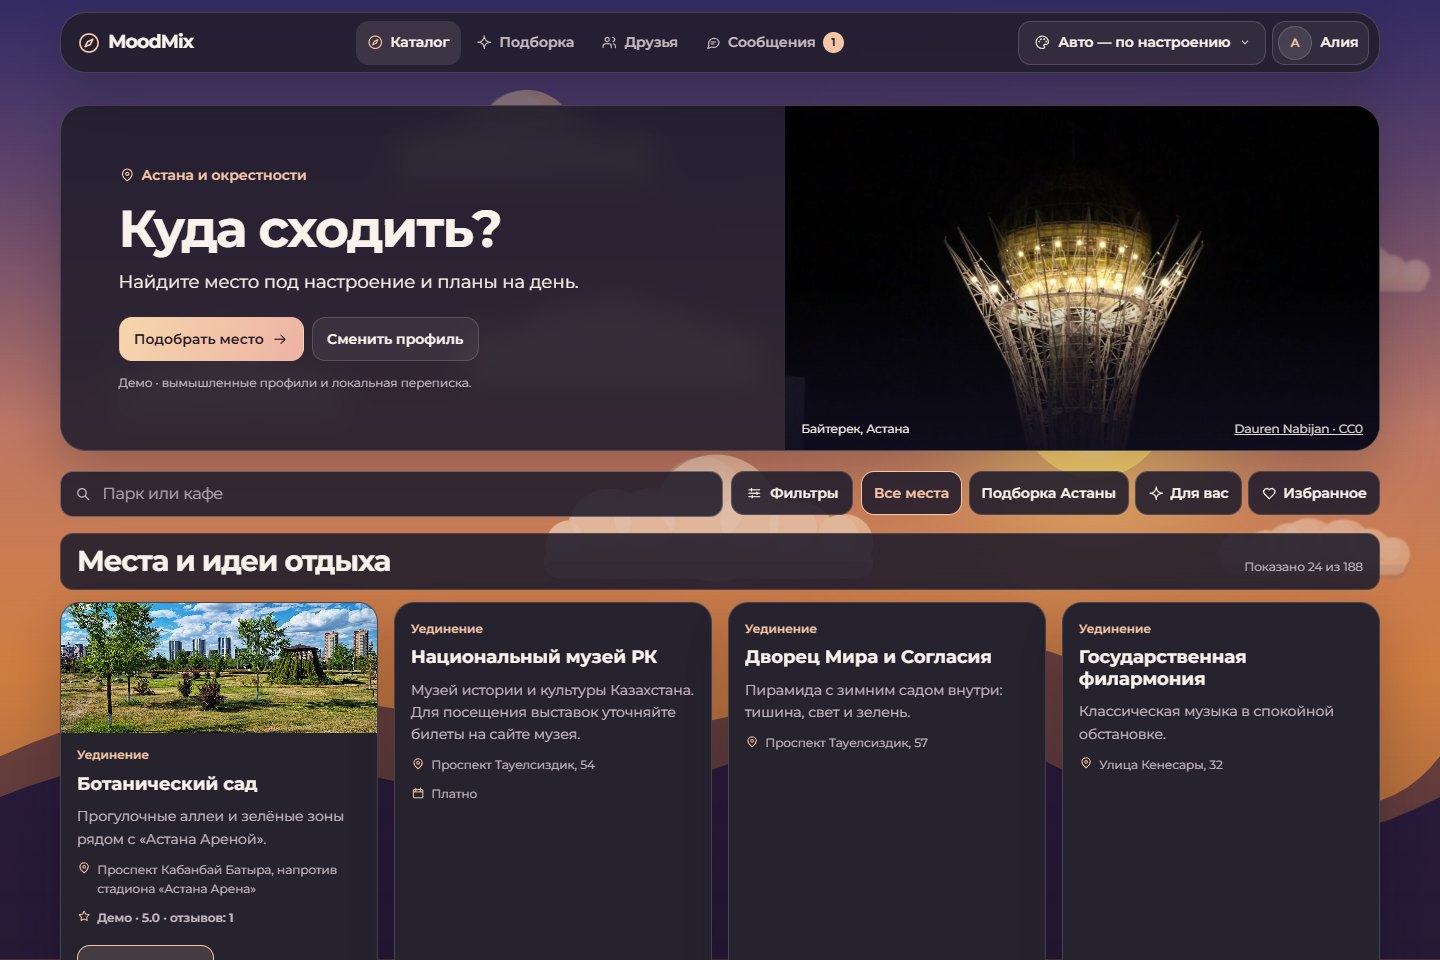 MoodMix
Каталог
Подборка
Друзья
Сообщения 1
Авто — по настроению
А Алия
Астана и окрестности
Куда сходить?
Найдите место под настроение и планы на день.
Подобрать место
Сменить профиль
Демо · вымышленные профили и локальная переписка.
Байтерек, Астана
Dauren Nabijan · CC0
Парк или кафе
Фильтры
Все места
Подборка Астаны
Для вас
Избранное
Места и идеи отдыха
Показано 24 из 188
Уединение
Ботанический сад
Прогулочные аллеи и зелёные зоны
рядом с «Астана Ареной».
Проспект Кабанбай Батыра, напротив
стадиона «Астана Арена»
Демо · 5.0 · отзывов: 1
Уединение
Национальный музей РК
Музей истории и культуры Казахстана.
Для посещения выставок уточняйте
билеты на сайте музея.
Проспект Тауелсиздик, 54
Платно
Уединение
Дворец Мира и Согласия
Пирамида с зимним садом внутри:
тишина, свет и зелень.
Проспект Тауелсиздик, 57
Уединение
Государственная
филармония
Классическая музыка в спокойной
обстановке.
Улица Кенесары, 32